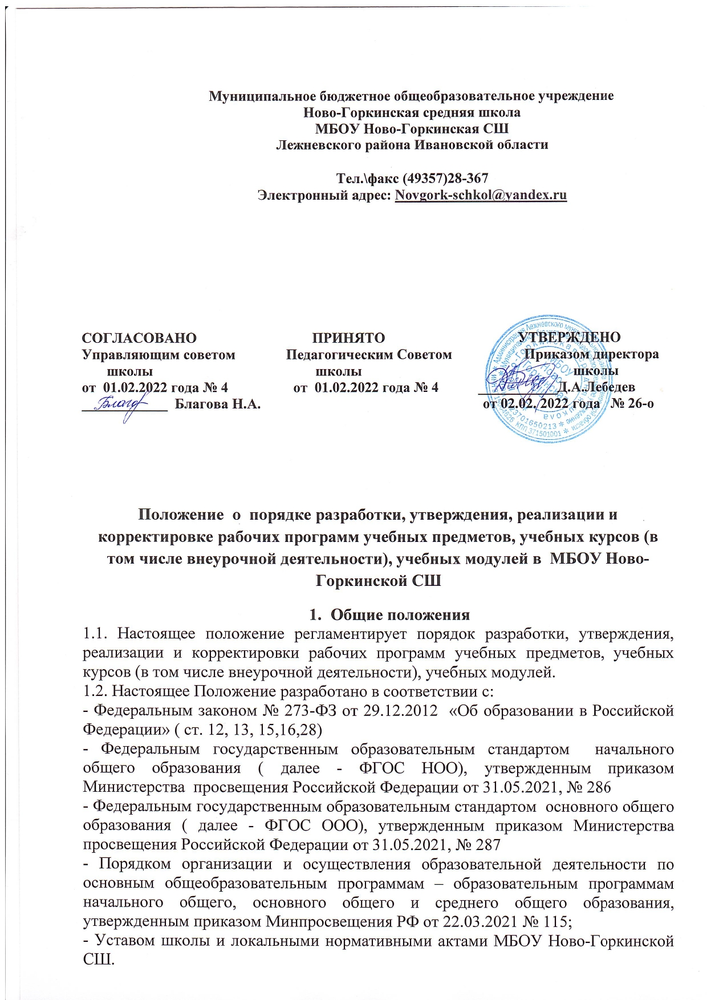 Муниципальное бюджетное общеобразовательное учреждение
Ново-Горкинская средняя школа
МБОУ Ново-Горкинская СШ
Лежневского района Ивановской области
Тел.\факс (49357)28-367
Электронный адрес: Novgork-schkol@yandex.ru
СОГЛАСОВАНО ПРИНЯТО УТВЕРЖДЕНО
Управляющим советом Педагогическим Советом Приказом директора
школы школы школы
от 01.02.2022 года № 4 от 01.02.2022 года № 4 ___________Д.А.Лебедев
____________ Благова Н.А. от 02.02. 2022 года № 26-о
Положение о порядке разработки, утверждения, реализации и
корректировке рабочих программ учебных предметов, учебных курсов (в
том числе внеурочной деятельности), учебных модулей в МБОУ Ново-
Горкинской СШ
1. Общие положения
1.1. Настоящее положение регламентирует порядок разработки, утверждения,
реализации и корректировки рабочих программ учебных предметов, учебных
курсов (в том числе внеурочной деятельности), учебных модулей.
1.2. Настоящее Положение разработано в соответствии с:
- Федеральным законом № 273-ФЗ от 29.12.2012 «Об образовании в Российской
Федерации» ( ст. 12, 13, 15,16,28)
- Федеральным государственным образовательным стандартом начального
общего образования ( далее - ФГОС НОО), утвержденным приказом
Министерства просвещения Российской Федерации от 31.05.2021, № 286
- Федеральным государственным образовательным стандартом основного общего
образования ( далее - ФГОС ООО), утвержденным приказом Министерства
просвещения Российской Федерации от 31.05.2021, № 287
- Порядком организации и осуществления образовательной деятельности по
основным общеобразовательным программам – образовательным программам
начального общего, основного общего и среднего общего образования,
утвержденным приказом Минпросвещения РФ от 22.03.2021 № 115;
- Уставом школы и локальными нормативными актами МБОУ Ново-Горкинской
СШ.